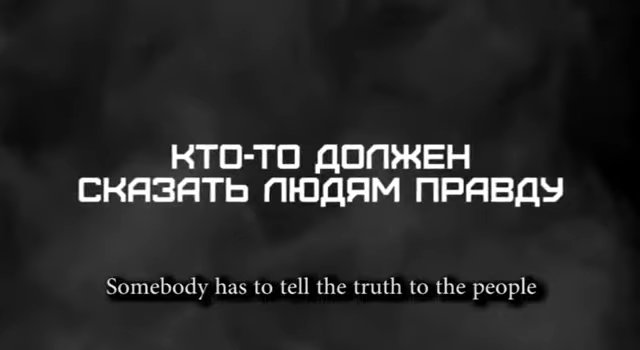 КТО-ТО ДОЛЖЕН
СКАЗАТЬ ЛЮДЯМ ПРАВДУ
Somebody has to tell the truth to the people